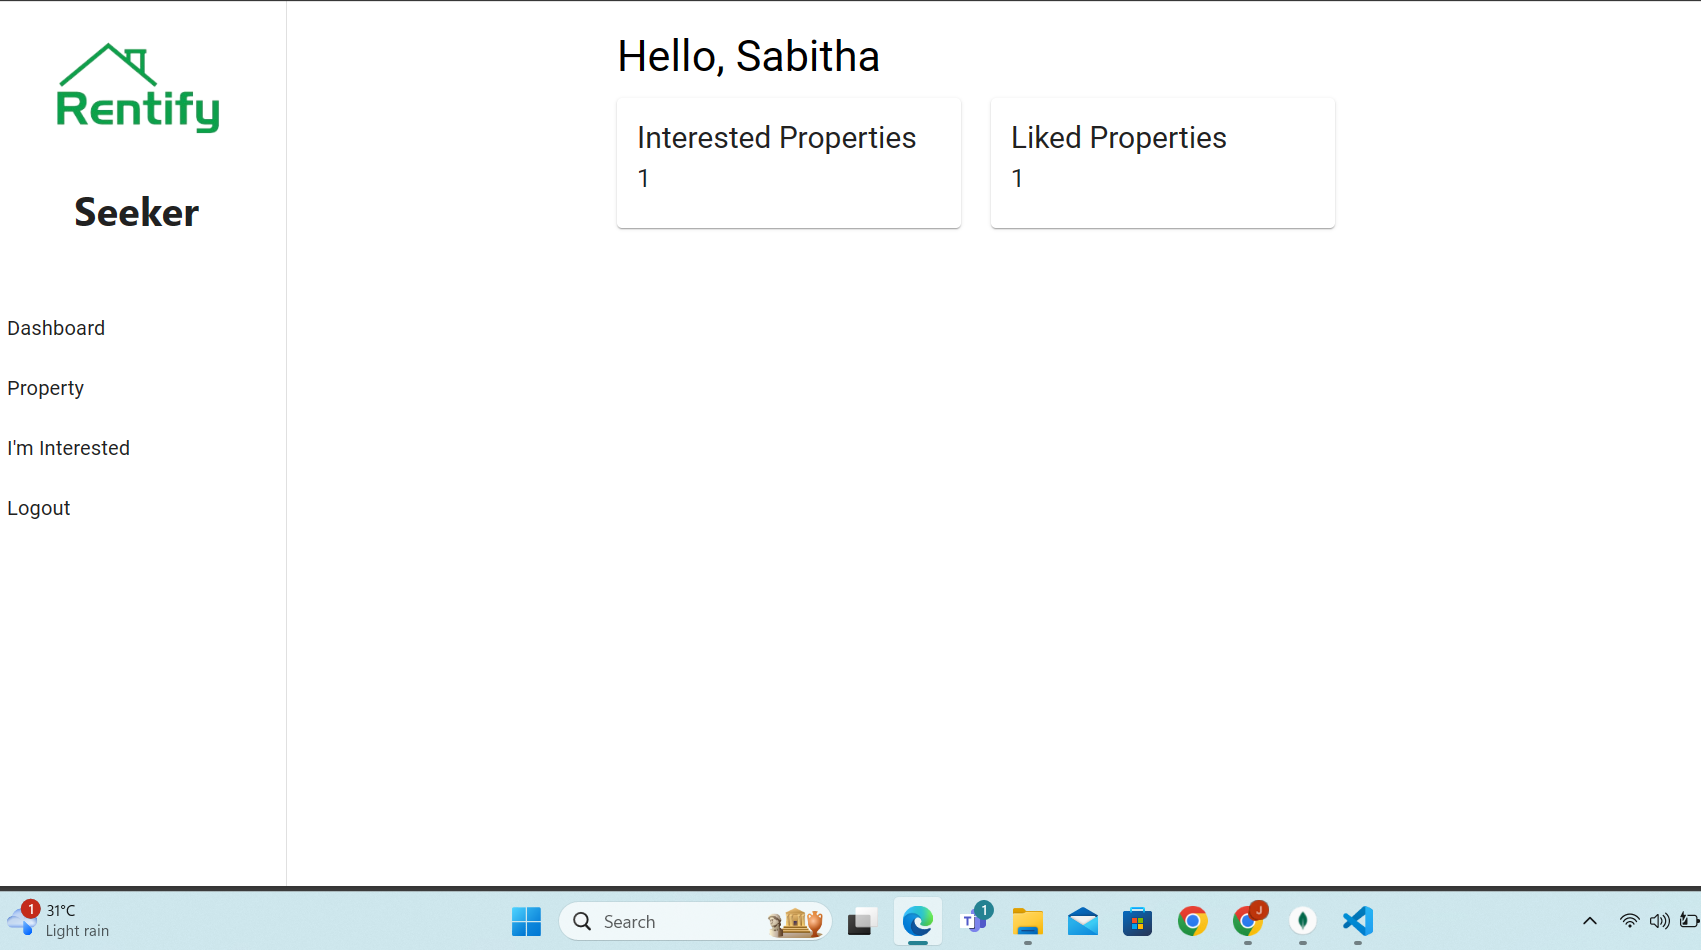 Rentify
Seeker
Dashboard
Property
I'm Interested
Logout
Hello, Sabitha
Interested Properties
1
Liked Properties
1
1
31°C
Light rain
Search
T
1
J